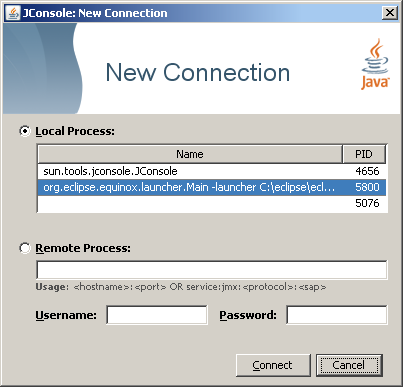 JConsole: New Connection
New Connection
Java
Local Process:
Name PID
sun.tools.jconsole.JConsole 4656
org.eclipse.equinox.launcher.Main -launcher C:\eclipse\ecl... 5800
5076
Remote Process:
Usage: <hostname>:<port> OR service:jmx:<protocol>:<sap>
Username: Password:
Connect Cancel